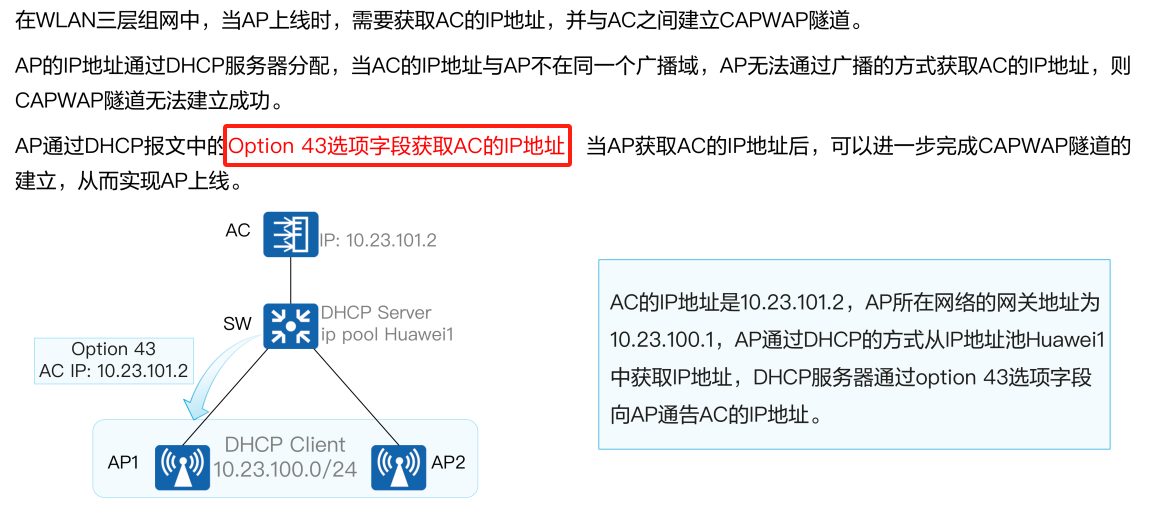 在WLAN三层组网中，当AP上线时，需要获取AC的IP地址，并与AC之间建立CAPWAP隧道。
AP的IP地址通过DHCP服务器分配，当AC的IP地址与AP不在同一个广播域，AP无法通过广播的方式获取AC的IP地址，则
CAPWAP隧道无法建立成功。
AP通过DHCP报文中的Option 43选项字段获取AC的IP地址 当AP获取AC的IP地址后，可以进一步完成CAPWAP隧道的
建立，从而实现AP上线。
AC
IP: 10.23.101.2
SW
DHCP Server
ip pool Huawei1
Option 43
AC IP: 10.23.101.2
AP1
DHCP Client
10.23.100.0/24
AP2
AC的IP地址是10.23.101.2，AP所在网络的网关地址为
10.23.100.1，AP通过DHCP的方式从IP地址池Huawei1
中获取IP地址，DHCP服务器通过option 43选项字段
向AP通告AC的IP地址。